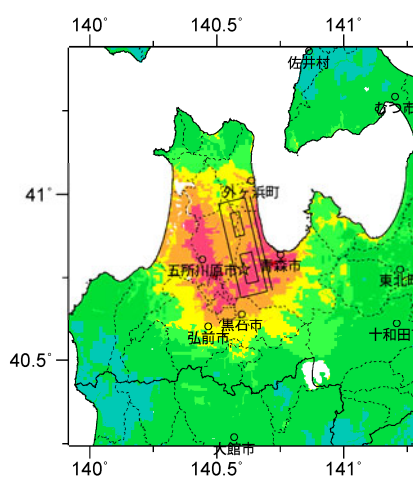 140° 140.5° 141°
佐井村
むつ市
41°
外ヶ浜町
五所川原市 青森市
東北町
黒石市
弘前市
十和田
40.5°
大館市
140° 140.5° 141°